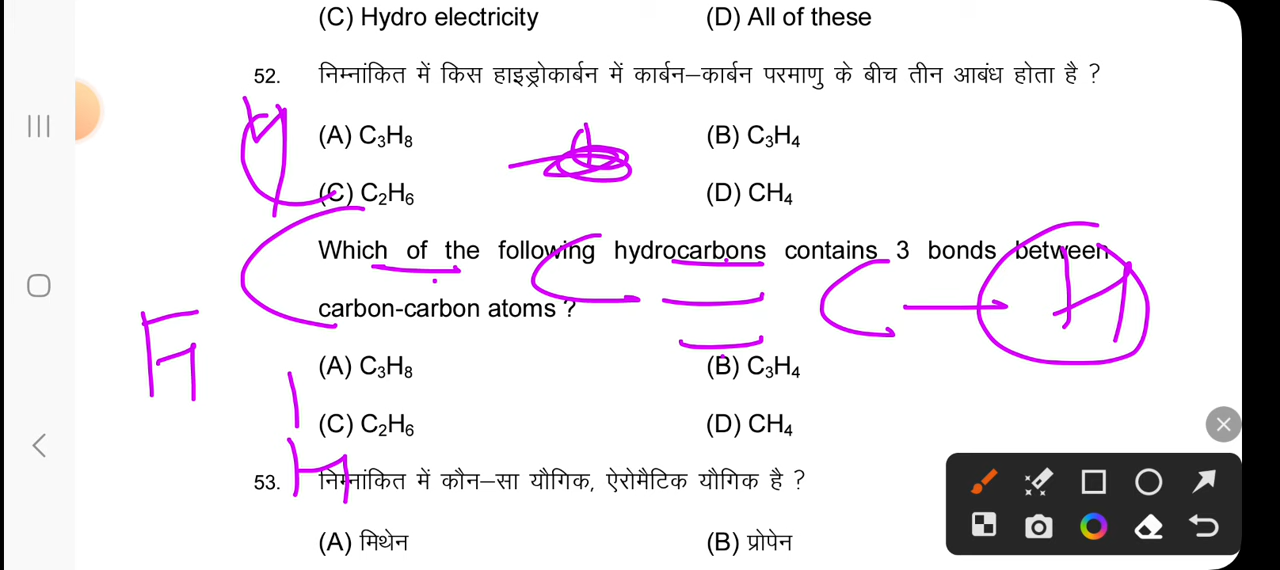 (C) Hydro electricity (D) All of these
52. निम्नांकित में किस हाइड्रोकार्बन में कार्बन–कार्बन परमाणु के बीच तीन आबंध होता है ?
(A) C₃H₈ (B) C₃H₄
(C) C₂H₆ (D) CH₄
Which of the following hydrocarbons contains 3 bonds between
carbon-carbon atoms ?
(A) C₃H₈ (B) C₃H₄
(C) C₂H₆ (D) CH₄
53. निम्नांकित में कौन–सा यौगिक, ऐरोमैटिक यौगिक है ?
(A) मिथेन (B) प्रोपेन